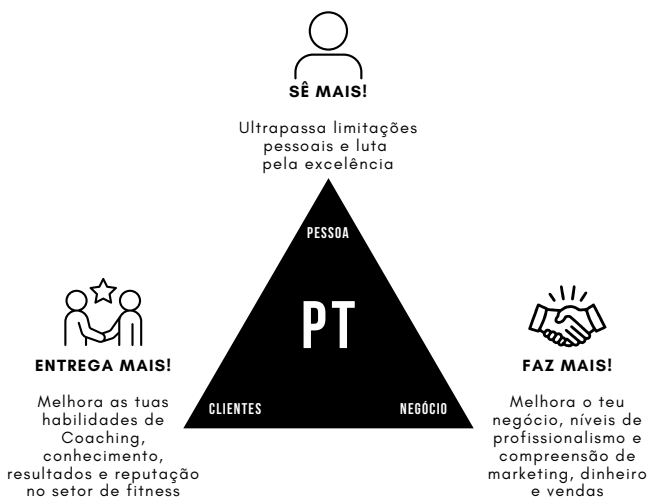 SÊ MAIS!
Ultrapassa limitações
pessoais e luta
pela excelência
PESSOA
PT
CLIENTES
NEGÓCIO
ENTREGA MAIS!
Melhora as tuas
habilidades de
Coaching,
conhecimento,
resultados e reputação
no setor de fitness
FAZ MAIS!
Melhora o teu
negócio, níveis de
profissionalismo e
compreensão de
marketing, dinheiro
e vendas